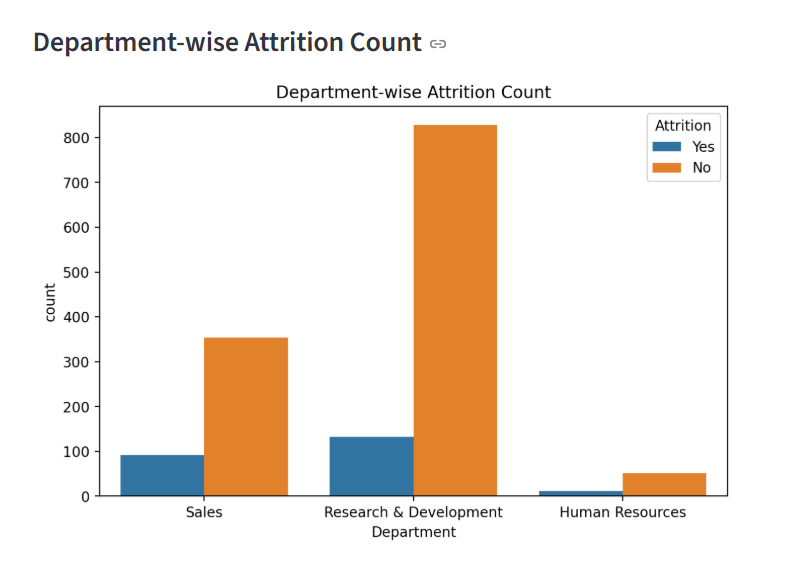 Department-wise Attrition Count
Department-wise Attrition Count
Attrition
Yes
No
800
700
600
500
400
300
200
100
0
count
Sales
Research & Development
Human Resources
Department